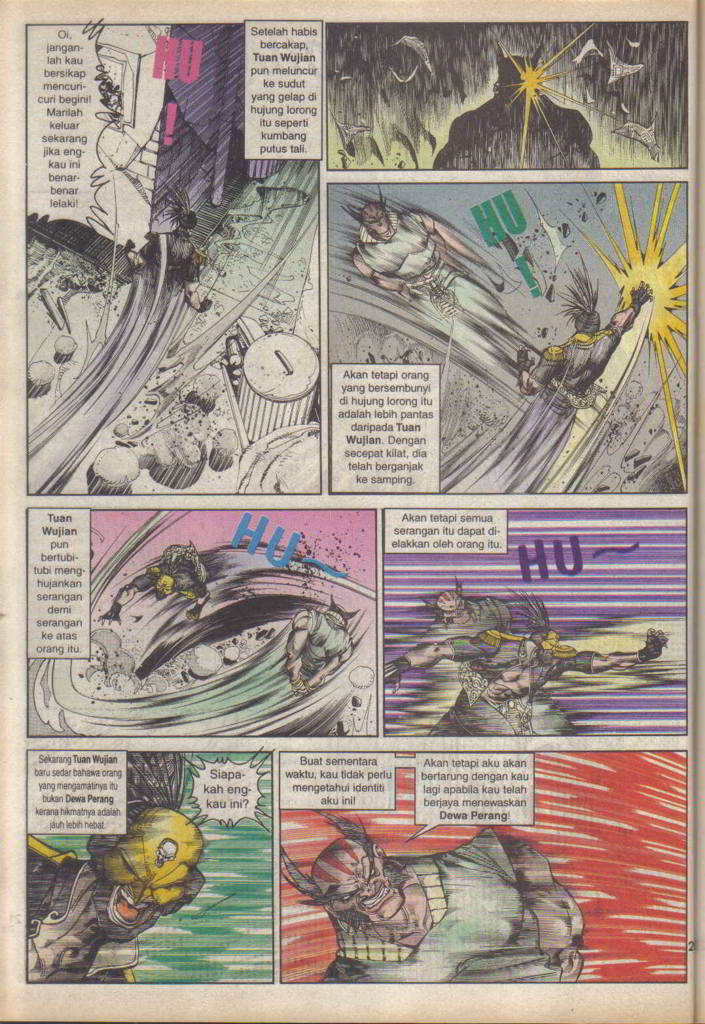 Oi,
jangan-
lah kau
bersikap
mencuri-
curi begini!
Marilah
keluar
sekarang
jika eng-
kau ini
benar-
benar
lelaki!
HU
!
Setelah habis
bercakap,
Tuan Wujian
pun meluncur
ke sudut
yang gelap di
hujung lorong
itu seperti
kumbang
putus tali.
HU
!
Akan tetapi orang
yang bersembunyi
di hujung lorong itu
adalah lebih pantas
daripada Tuan
Wujian. Dengan
secepat kilat, dia
telah berganjak
ke samping.
Tuan
Wujian
pun
bertubi-
tubi meng-
hujankan
serangan
demi
serangan
ke atas
orang itu.
HU~
Akan tetapi semua
serangan itu dapat di-
elakkan oleh orang itu.
HU~
Sekarang Tuan Wujian
baru sedar bahawa orang
yang mengamatinya itu
bukan Dewa Perang
kerana hikmatnya adalah
jauh lebih hebat.
Siapa-
kah eng-
kau ini?
Buat sementara
waktu, kau tidak perlu
mengetahui identiti
aku ini!
Akan tetapi aku akan
bertarung dengan kau
lagi apabila kau telah
berjaya menewaskan
Dewa Perang!